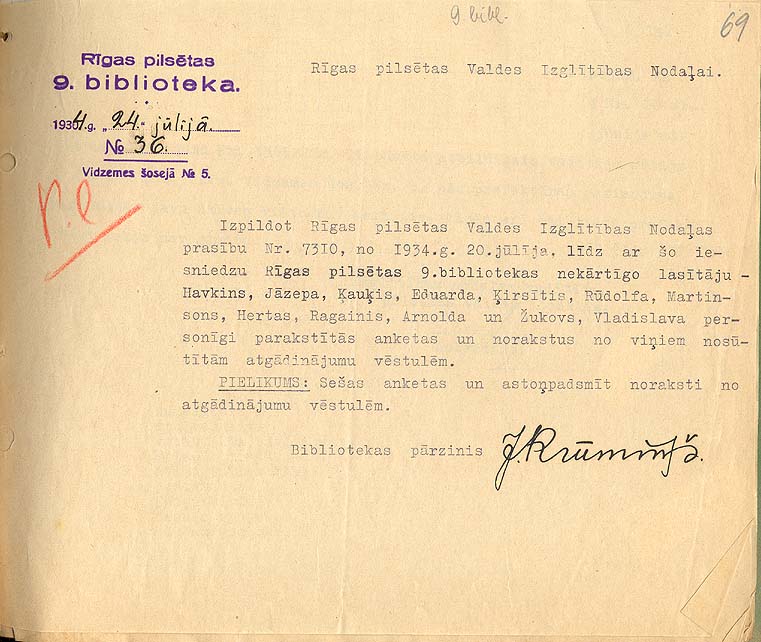 9 bibl.
69
Rīgas pilsētas
9. biblioteka.
1934.g. „24." jūlijā.
№ 36.
Vidzemes šosejā № 5.
Rīgas pilsētas Valdes Izglītības Nodaļai.
Izpildot Rīgas pilsētas Valdes Izglītības Nodaļas
prasību Nr. 7310, no 1934.g. 20.jūlija, līdz ar šo ie-
sniedzu Rīgas pilsētas 9.bibliotekas nekārtīgo lasītāju -
Havkins, Jāzepa, Ķauķis, Eduarda, Ķirsītis, Rūdolfa, Martin-
sons, Hertas, Ragainis, Arnolda un Žukovs, Vladislava per-
sonīgi parakstītās anketas un norakstus no viņiem nosū-
tītām atgādinājumu vēstulēm.
PIELIKUMS: Sešas anketas un astoņpadsmit noraksti no
atgādinājumu vēstulēm.
Bibliotekas pārzinis J. Krūmiņš.